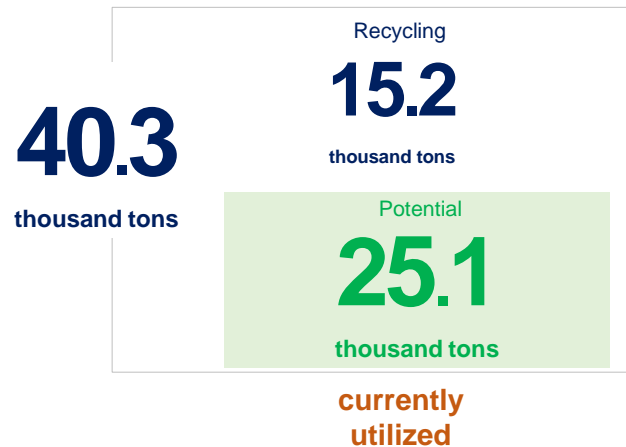 40.3
thousand tons
Recycling
15.2
thousand tons
Potential
25.1
thousand tons
currently
utilized